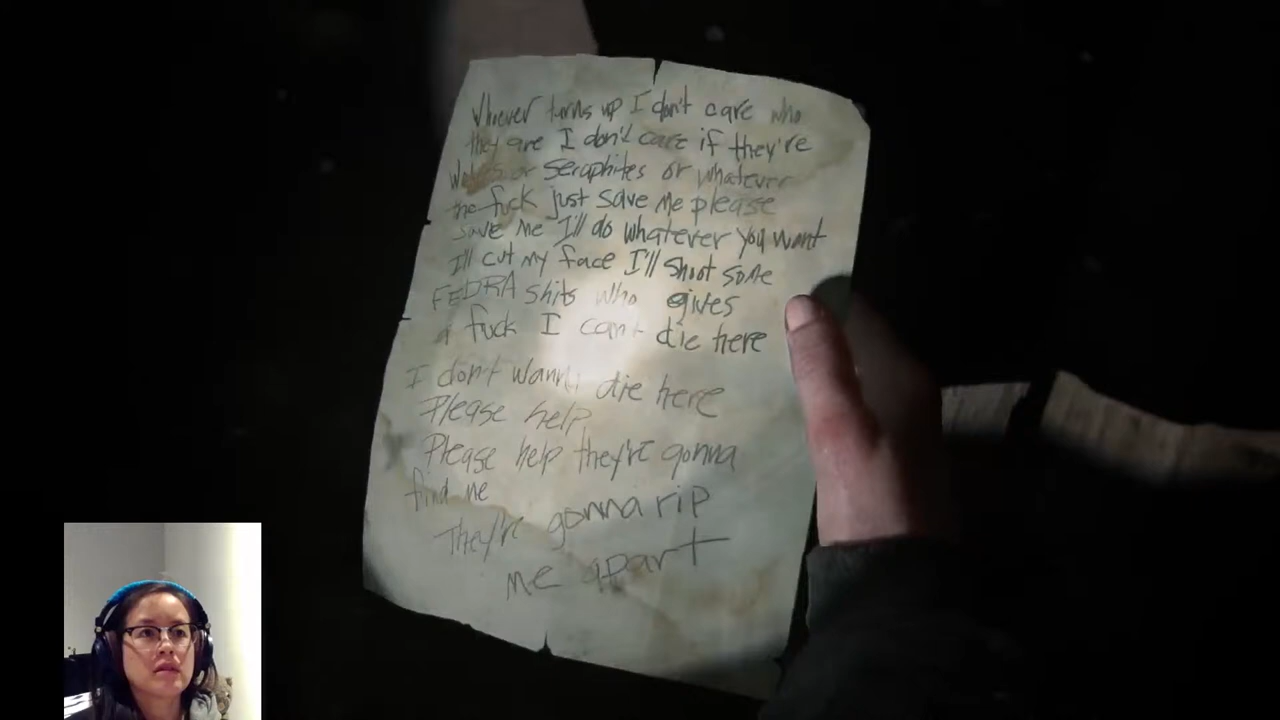 Whoever turns up I don't care who
they are I don't care if they're
Wolves or Seraphites or whatever
the fuck just save me please
save me I'll do whatever you want
I'll cut my face I'll shoot some
FEDRA shits who gives
a fuck I can't die here
I don't wanna die here
Please help
Please help they're gonna
find me
They're gonna rip
me apart